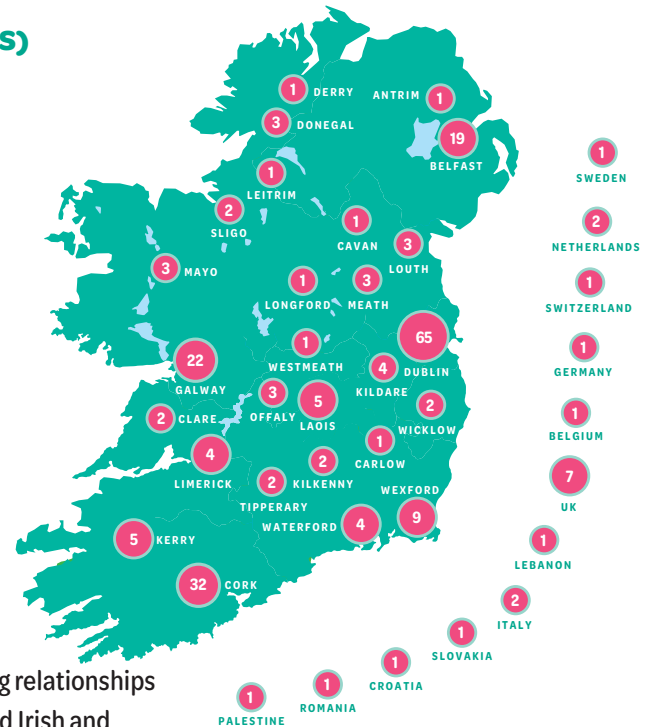 S)
1 DERRY
ANTRIM 1
3 DONEGAL
19
BELFAST
1
SWEDEN
1
LEITRIM
2
SLIGO
1
CAVAN
3
LOUTH
2
NETHERLANDS
3 MAYO
1
LONGFORD
3
MEATH
1
SWITZERLAND
65
DUBLIN
1
WESTMEATH
22
GALWAY
4
KILDARE
1
GERMANY
3
OFFALY
5
LAOIS
2
WICKLOW
2 CLARE
1
BELGIUM
1
CARLOW
4
LIMERICK
2
KILKENNY
2
TIPPERARY
7
UK
WEXFORD
9
WATERFORD 4
5 KERRY
1
LEBANON
32 CORK
2
ITALY
1
SLOVAKIA
1
CROATIA
g relationships
1
ROMANIA
1
PALESTINE
d Irish and